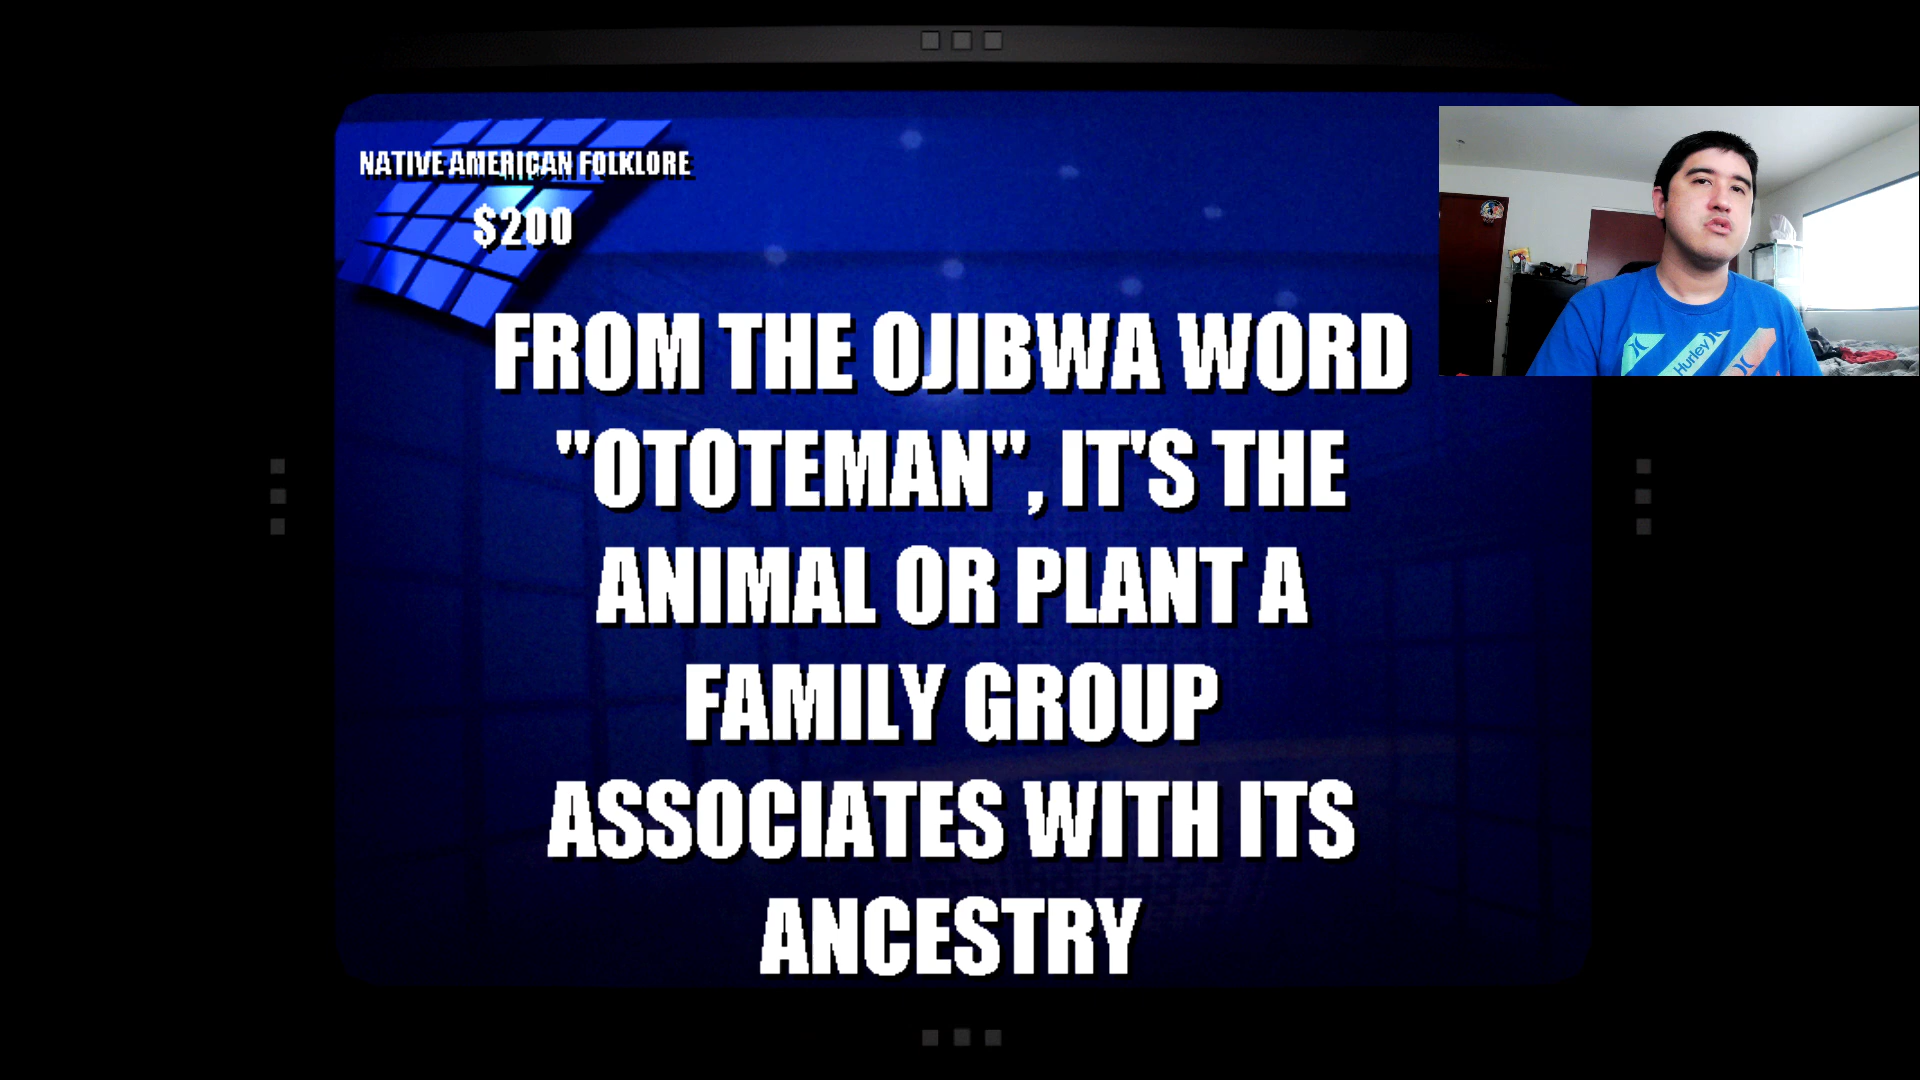 NATIVE AMERICAN FOLKLORE
$200
FROM THE OJIBWA WORD
"OTOTEMAN", IT'S THE
ANIMAL OR PLANT A
FAMILY GROUP
ASSOCIATES WITH ITS
ANCESTRY
Hurley